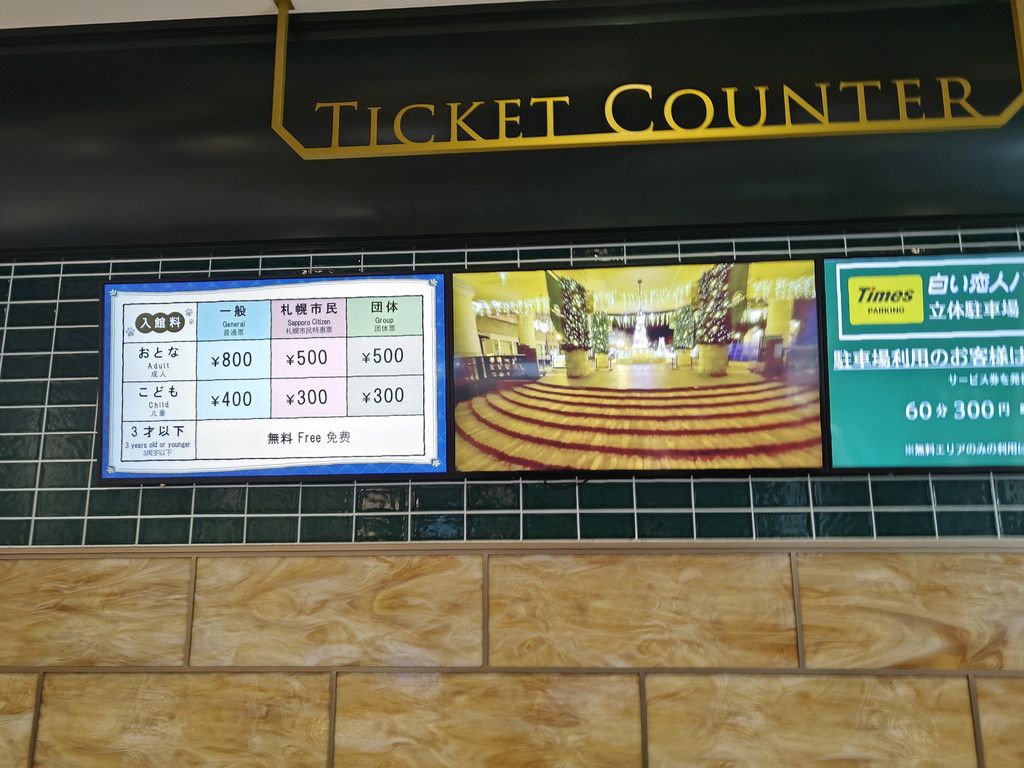 TICKET COUNTER
入館料
一般
General
普通票
札幌市民
Sapporo Citizen
札幌市民特惠票
団体
Group
团体票
おとな
Adult
成人
¥800
¥500
¥500
こども
Child
儿童
¥400
¥300
¥300
3才以下
3 years old or younger
3周岁以下
無料 Free 免费
Times
PARKING
白い恋人パ
立体駐車場
駐車場利用のお客様は
サービス券を発
60分 300円
※無料エリアのみの利用は